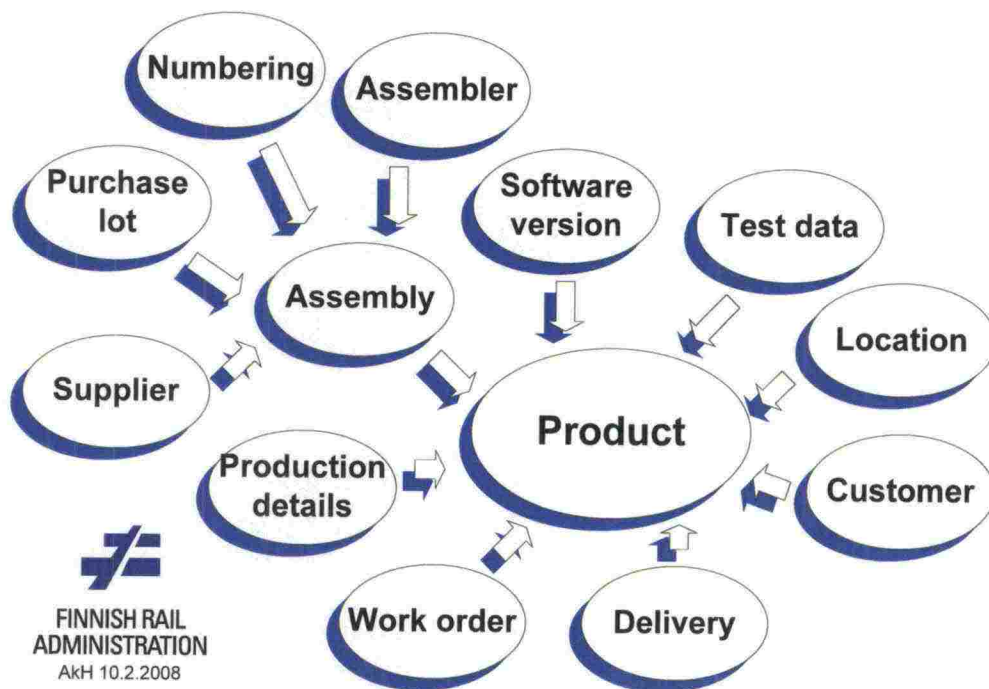 Numbering
Assembler
Purchase
lot
Software
version
Test data
Assembly
Location
Supplier
Product
Production
details
Customer
Work order
Delivery
FINNISH RAIL
ADMINISTRATION
AkH 10.2.2008